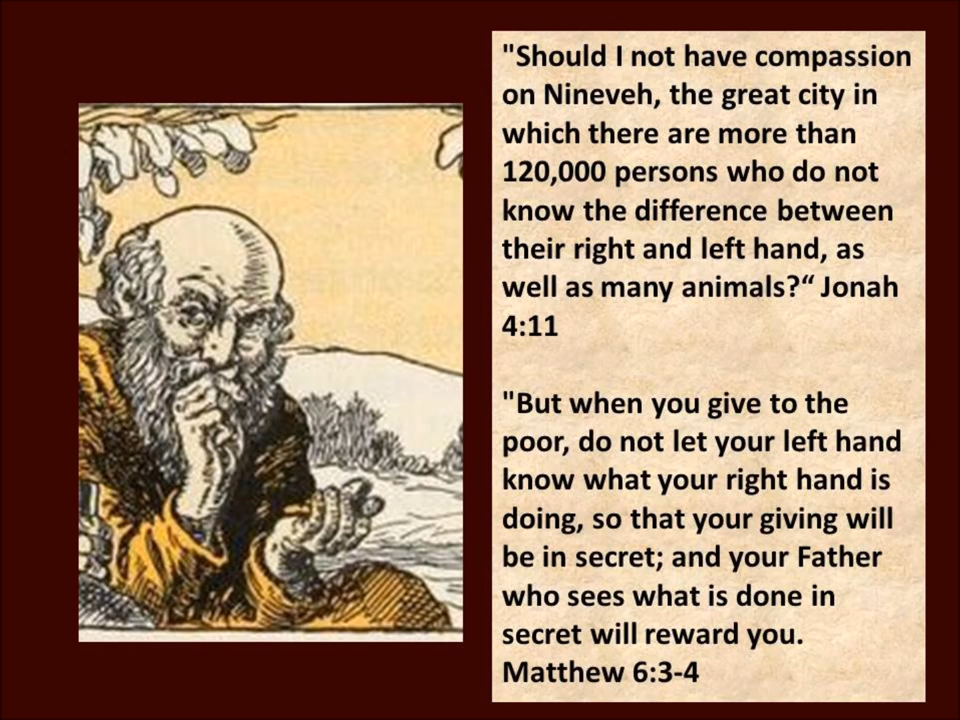 "Should I not have compassion
on Nineveh, the great city in
which there are more than
120,000 persons who do not
know the difference between
their right and left hand, as
well as many animals?“ Jonah
4:11
"But when you give to the
poor, do not let your left hand
know what your right hand is
doing, so that your giving will
be in secret; and your Father
who sees what is done in
secret will reward you.
Matthew 6:3-4